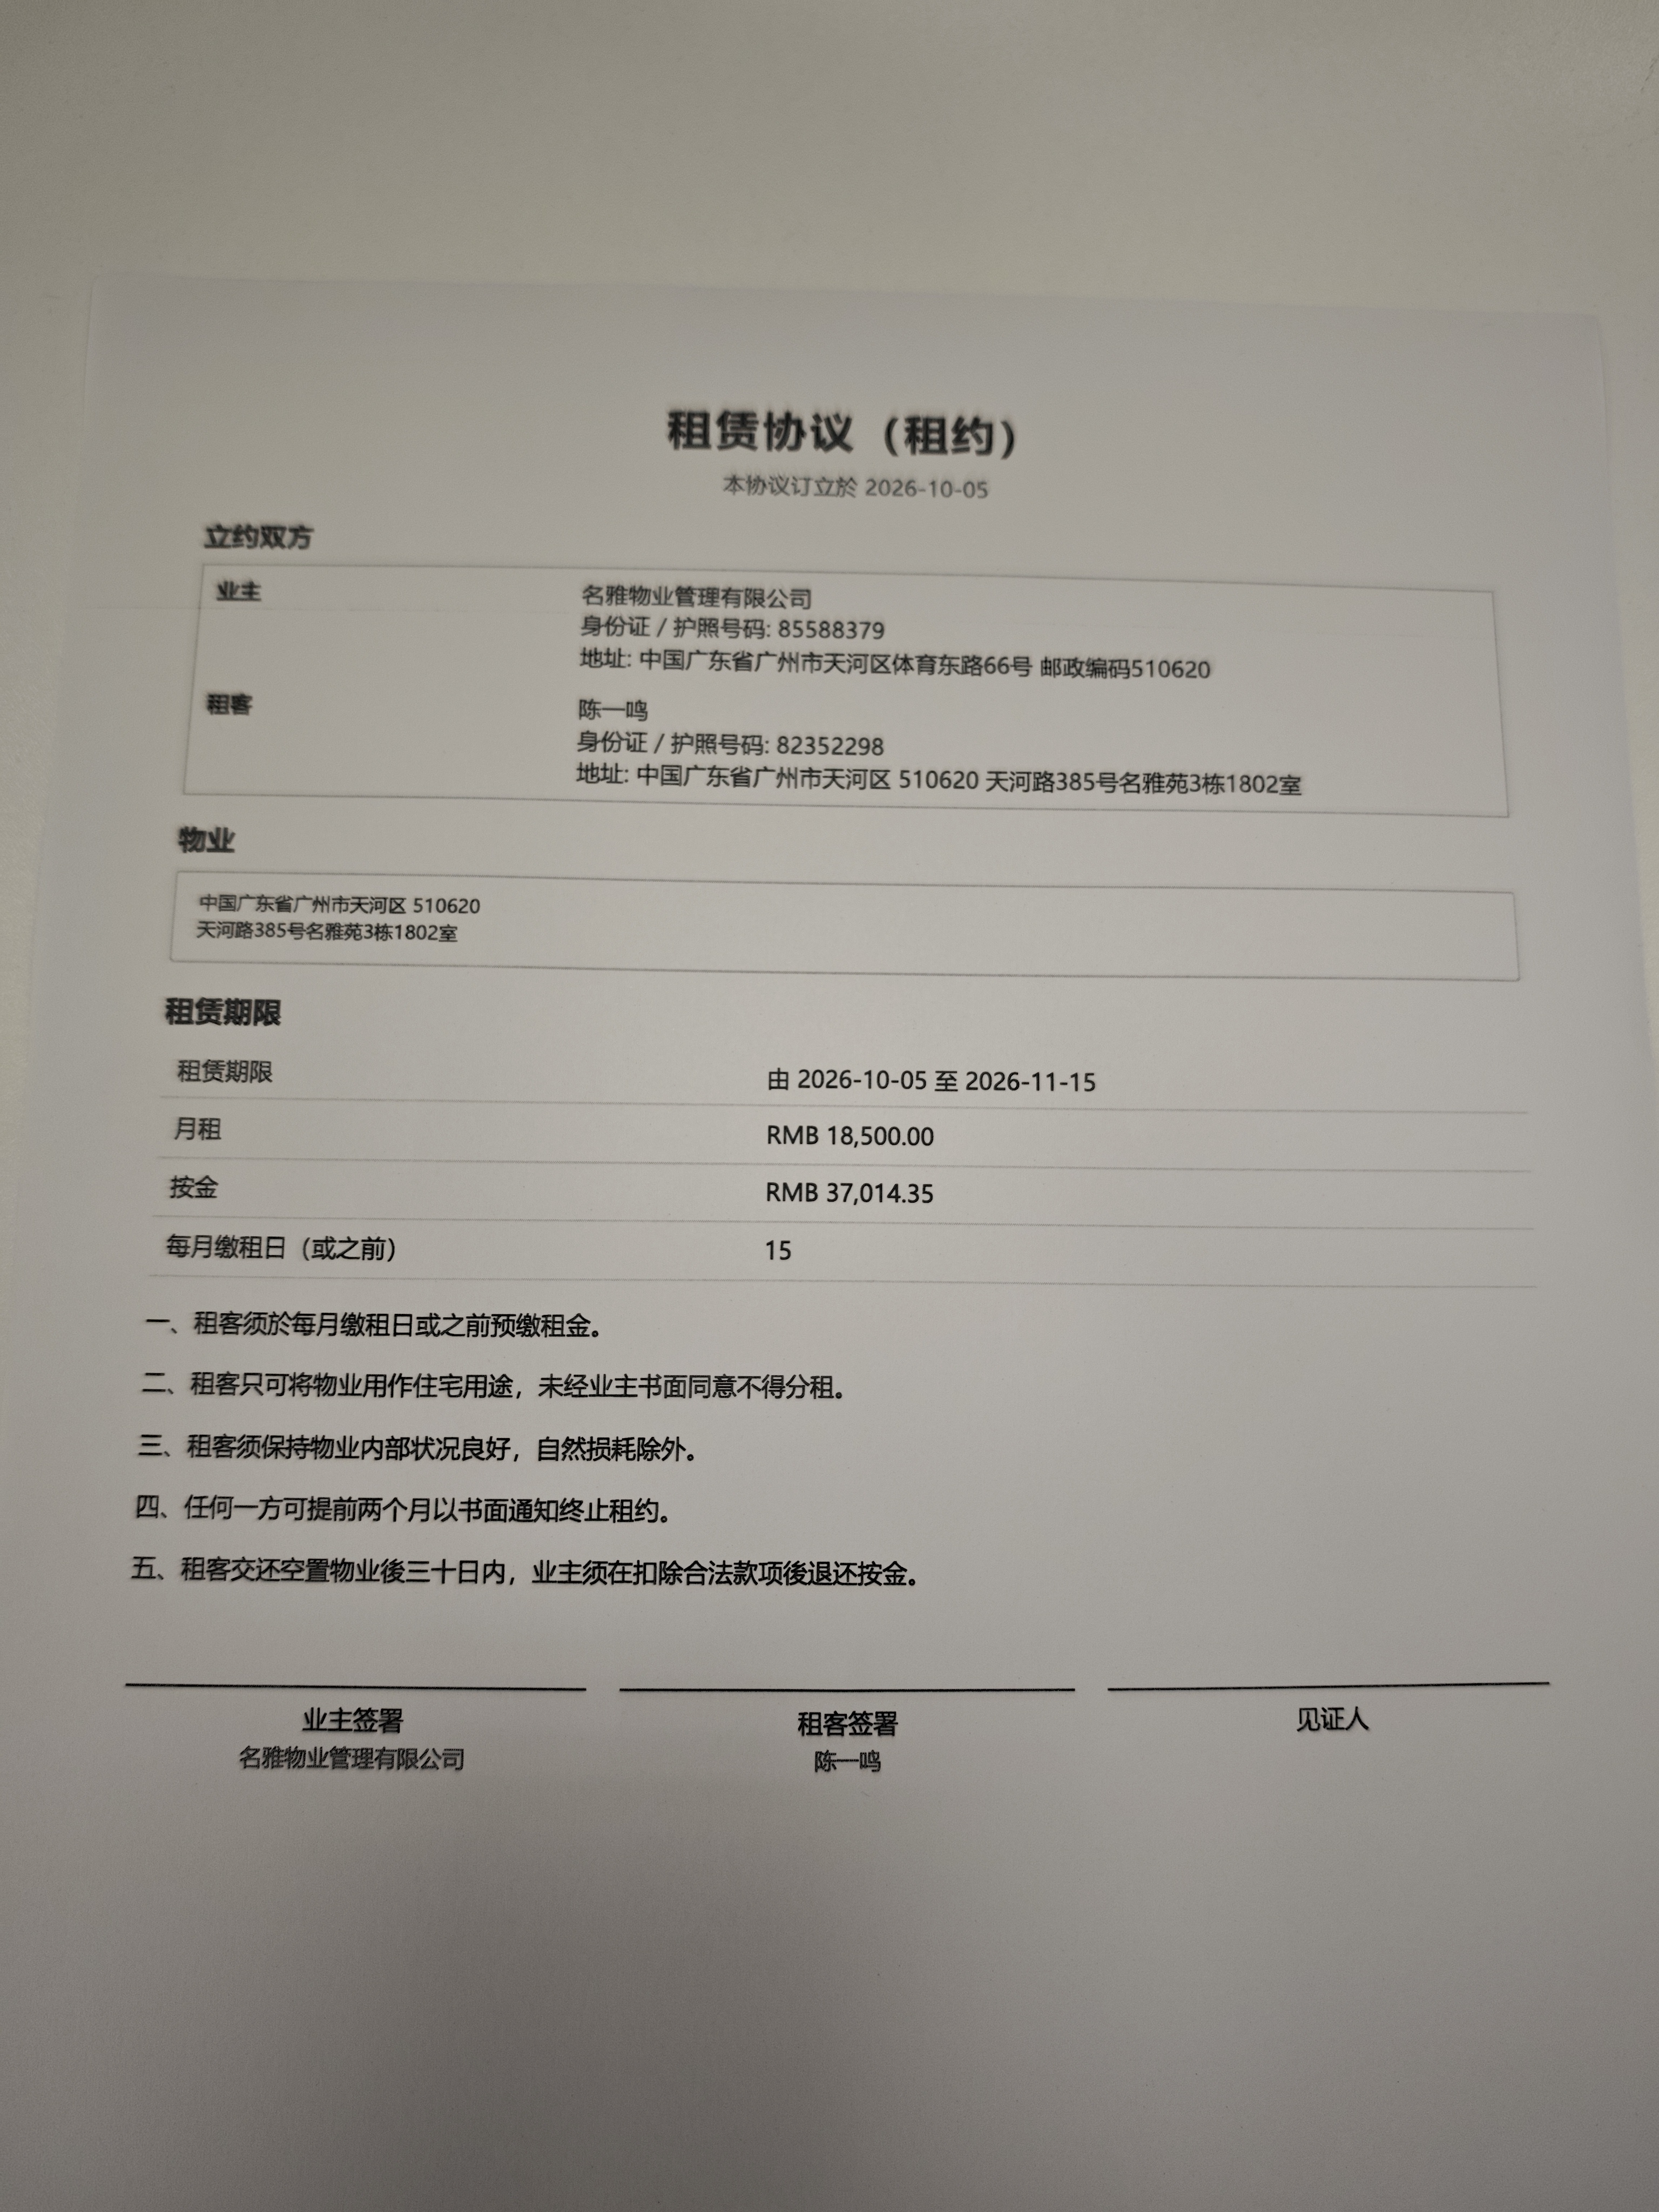 租赁协议（租约）
本协议订立於 2026-10-05
立约双方
业主
名雅物业管理有限公司
身份证 / 护照号码: 85588379
地址: 中国广东省广州市天河区体育东路66号 邮政编码510620
租客
陈一鸣
身份证 / 护照号码: 82352298
地址: 中国广东省广州市天河区 510620 天河路385号名雅苑3栋1802室
物业
中国广东省广州市天河区 510620
天河路385号名雅苑3栋1802室
租赁期限
租赁期限 由 2026-10-05 至 2026-11-15
月租 RMB 18,500.00
按金 RMB 37,014.35
每月缴租日（或之前） 15
一、租客须於每月缴租日或之前预缴租金。
二、租客只可将物业用作住宅用途，未经业主书面同意不得分租。
三、租客须保持物业内部状况良好，自然损耗除外。
四、任何一方可提前两个月以书面通知终止租约。
五、租客交还空置物业後三十日内，业主须在扣除合法款项後退还按金。
业主签署 租客签署 见证人
名雅物业管理有限公司 陈一鸣